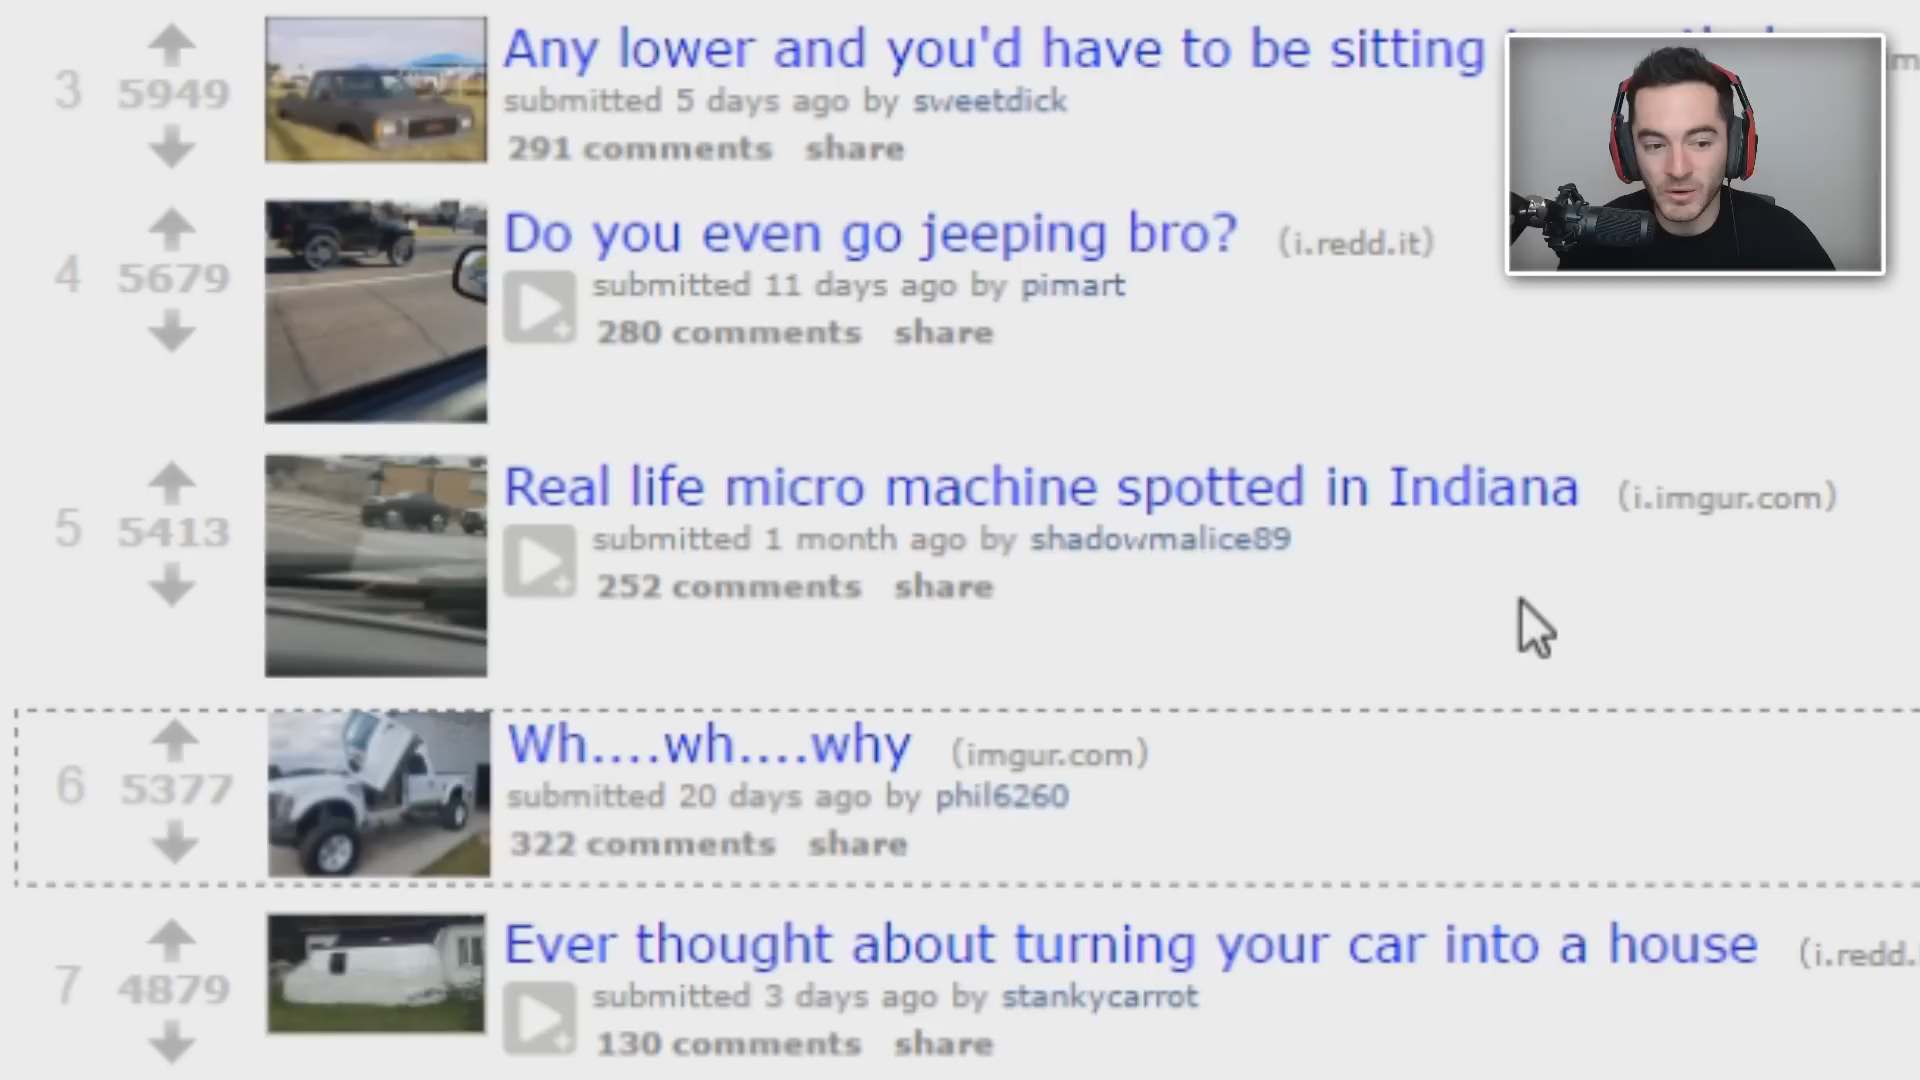 3
5949
Any lower and you'd have to be sitting
submitted 5 days ago by sweetdick
291 comments share
4
5679
Do you even go jeeping bro? (i.redd.it)
submitted 11 days ago by pimart
280 comments share
5
5413
Real life micro machine spotted in Indiana (i.imgur.com)
submitted 1 month ago by shadowmalice89
252 comments share
6
5377
Wh....wh....why (imgur.com)
submitted 20 days ago by phil6260
322 comments share
7
4879
Ever thought about turning your car into a house (i.redd.
submitted 3 days ago by stankycarrot
130 comments share